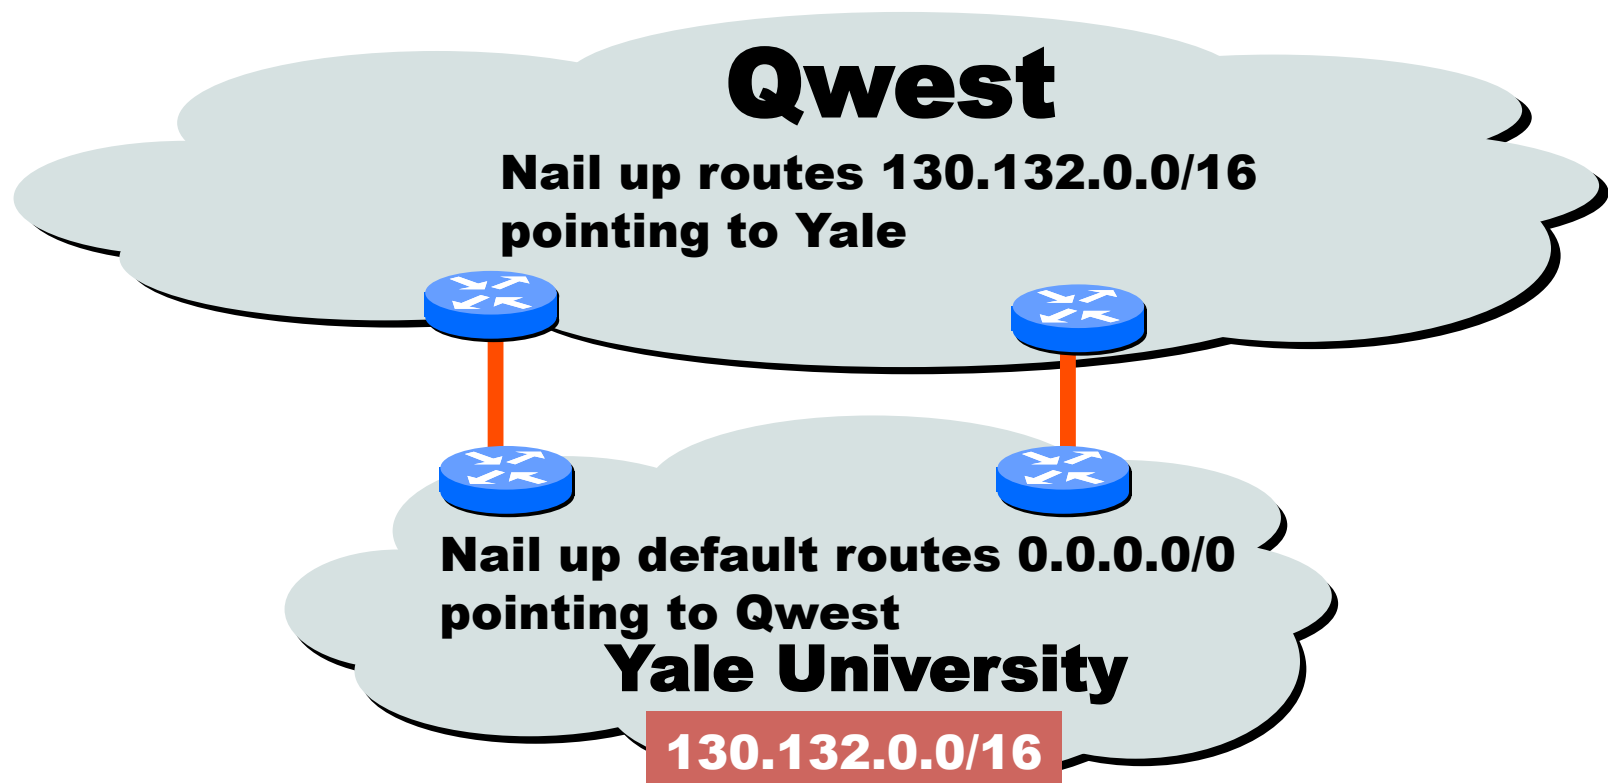 Qwest
Nail up routes 130.132.0.0/16
pointing to Yale
Nail up default routes 0.0.0.0/0
pointing to Qwest
Yale University
130.132.0.0/16